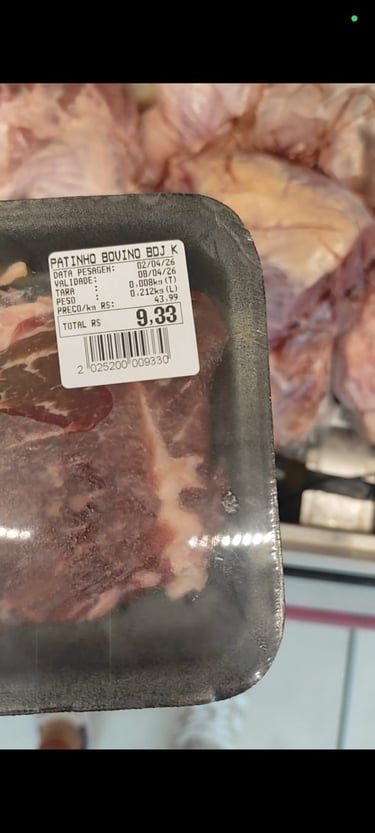 PATINHO BOVINO BDJ K
DATA PESAGEM: 02/04/26
VALIDADE: 08/04/26
TARA : 0.008kg(T)
PESO : 0.212kg(L)
PRECO/kg R$: 43.99
TOTAL R$ 9,33
2 025200 009330